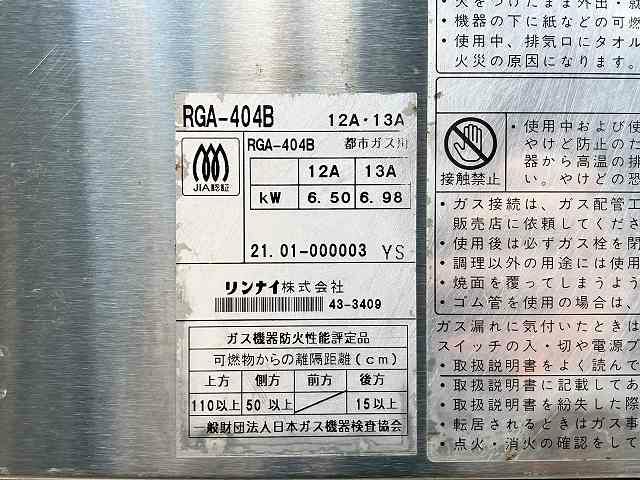 RGA-404B 12A・13A
JIA認証
RGA-404B 都市ガス用
12A 13A
kW 6.50 6.98
21.01-000003 YS
リンナイ株式会社
43-3409
ガス機器防火性能評定品
可燃物からの離隔距離(cm)
上方 側方 前方 後方
110以上 50以上 15以上
一般財団法人日本ガス機器検査協会
・火をつけたまま外出・就
・機器の下に紙などの可燃
・使用中、排気口にタオル
火災の原因になります。
接触禁止
・使用中および使
やけど防止のた
器から高温の排
い。やけどの恐
・ガス接続は、ガス配管工
販売店に依頼してくださ
・使用後は必ずガス栓を閉
・調理以外の用途には使用
・焼面を覆ってしまうよう
・ゴム管を使用の場合は、
ガス漏れに気付いたときは
スイッチの入・切や電源プ
・取扱説明書をよく読んで
・取扱説明書に記載してあ
・取扱説明書を紛失した際
・転居されるときはガス事
・点火・消火の確認をして